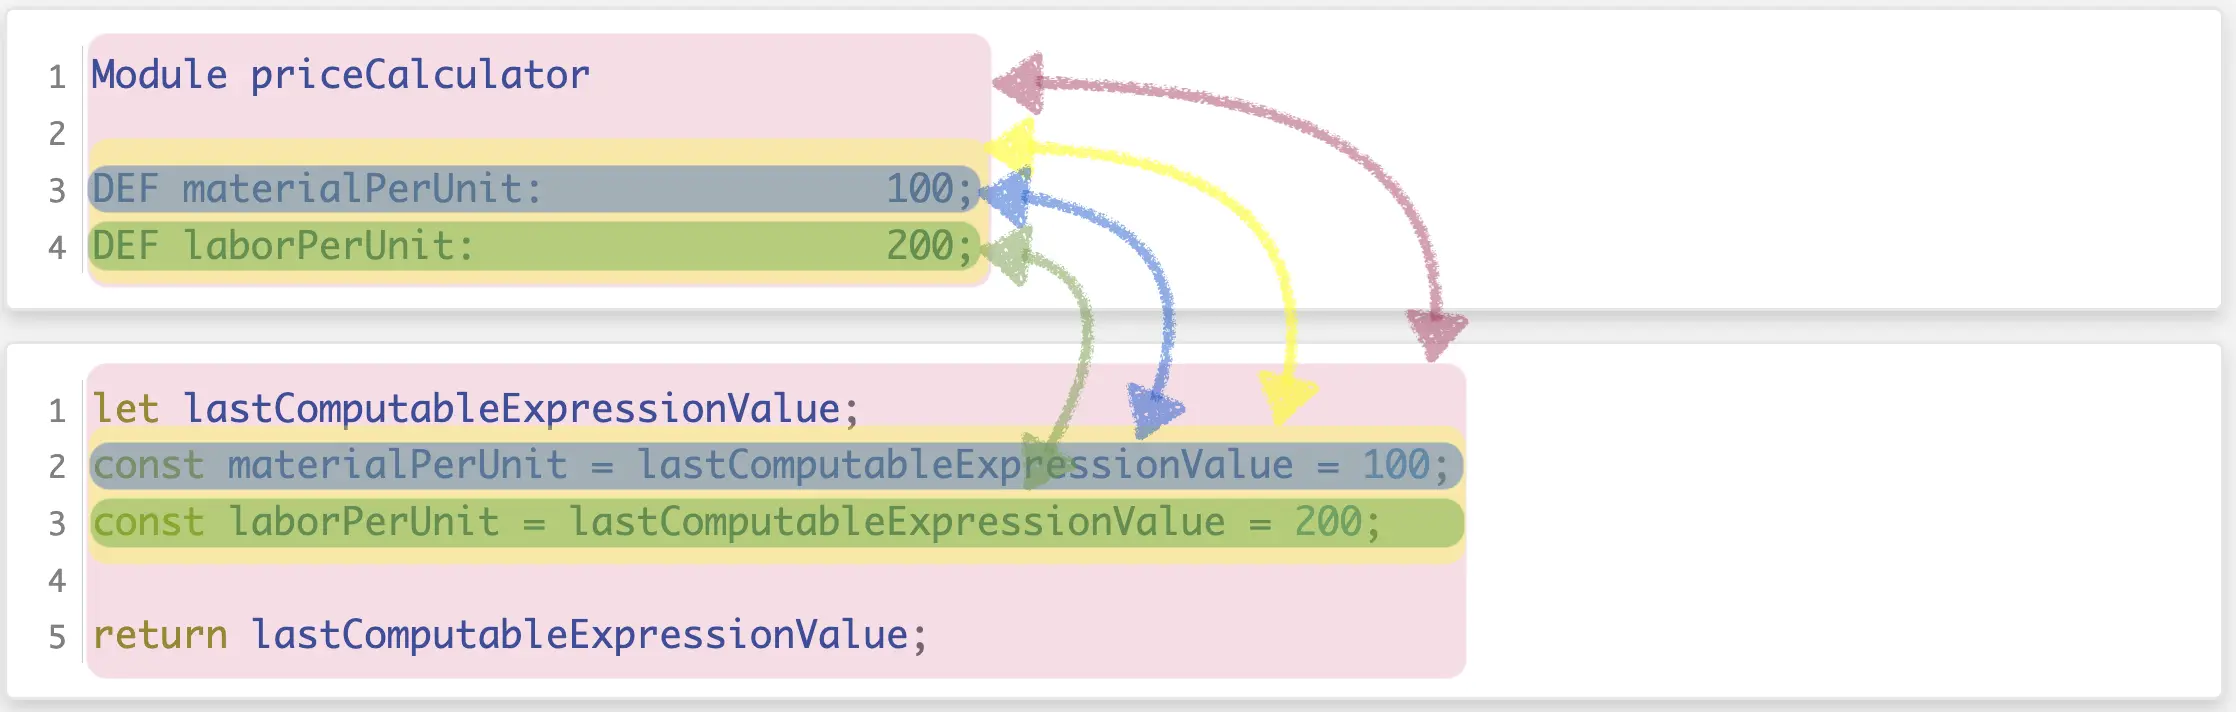 1 Module priceCalculator
2
3 DEF materialPerUnit: 100;
4 DEF laborPerUnit: 200;
1 let lastComputableExpressionValue;
2 const materialPerUnit = lastComputableExpressionValue = 100;
3 const laborPerUnit = lastComputableExpressionValue = 200;
4
5 return lastComputableExpressionValue;